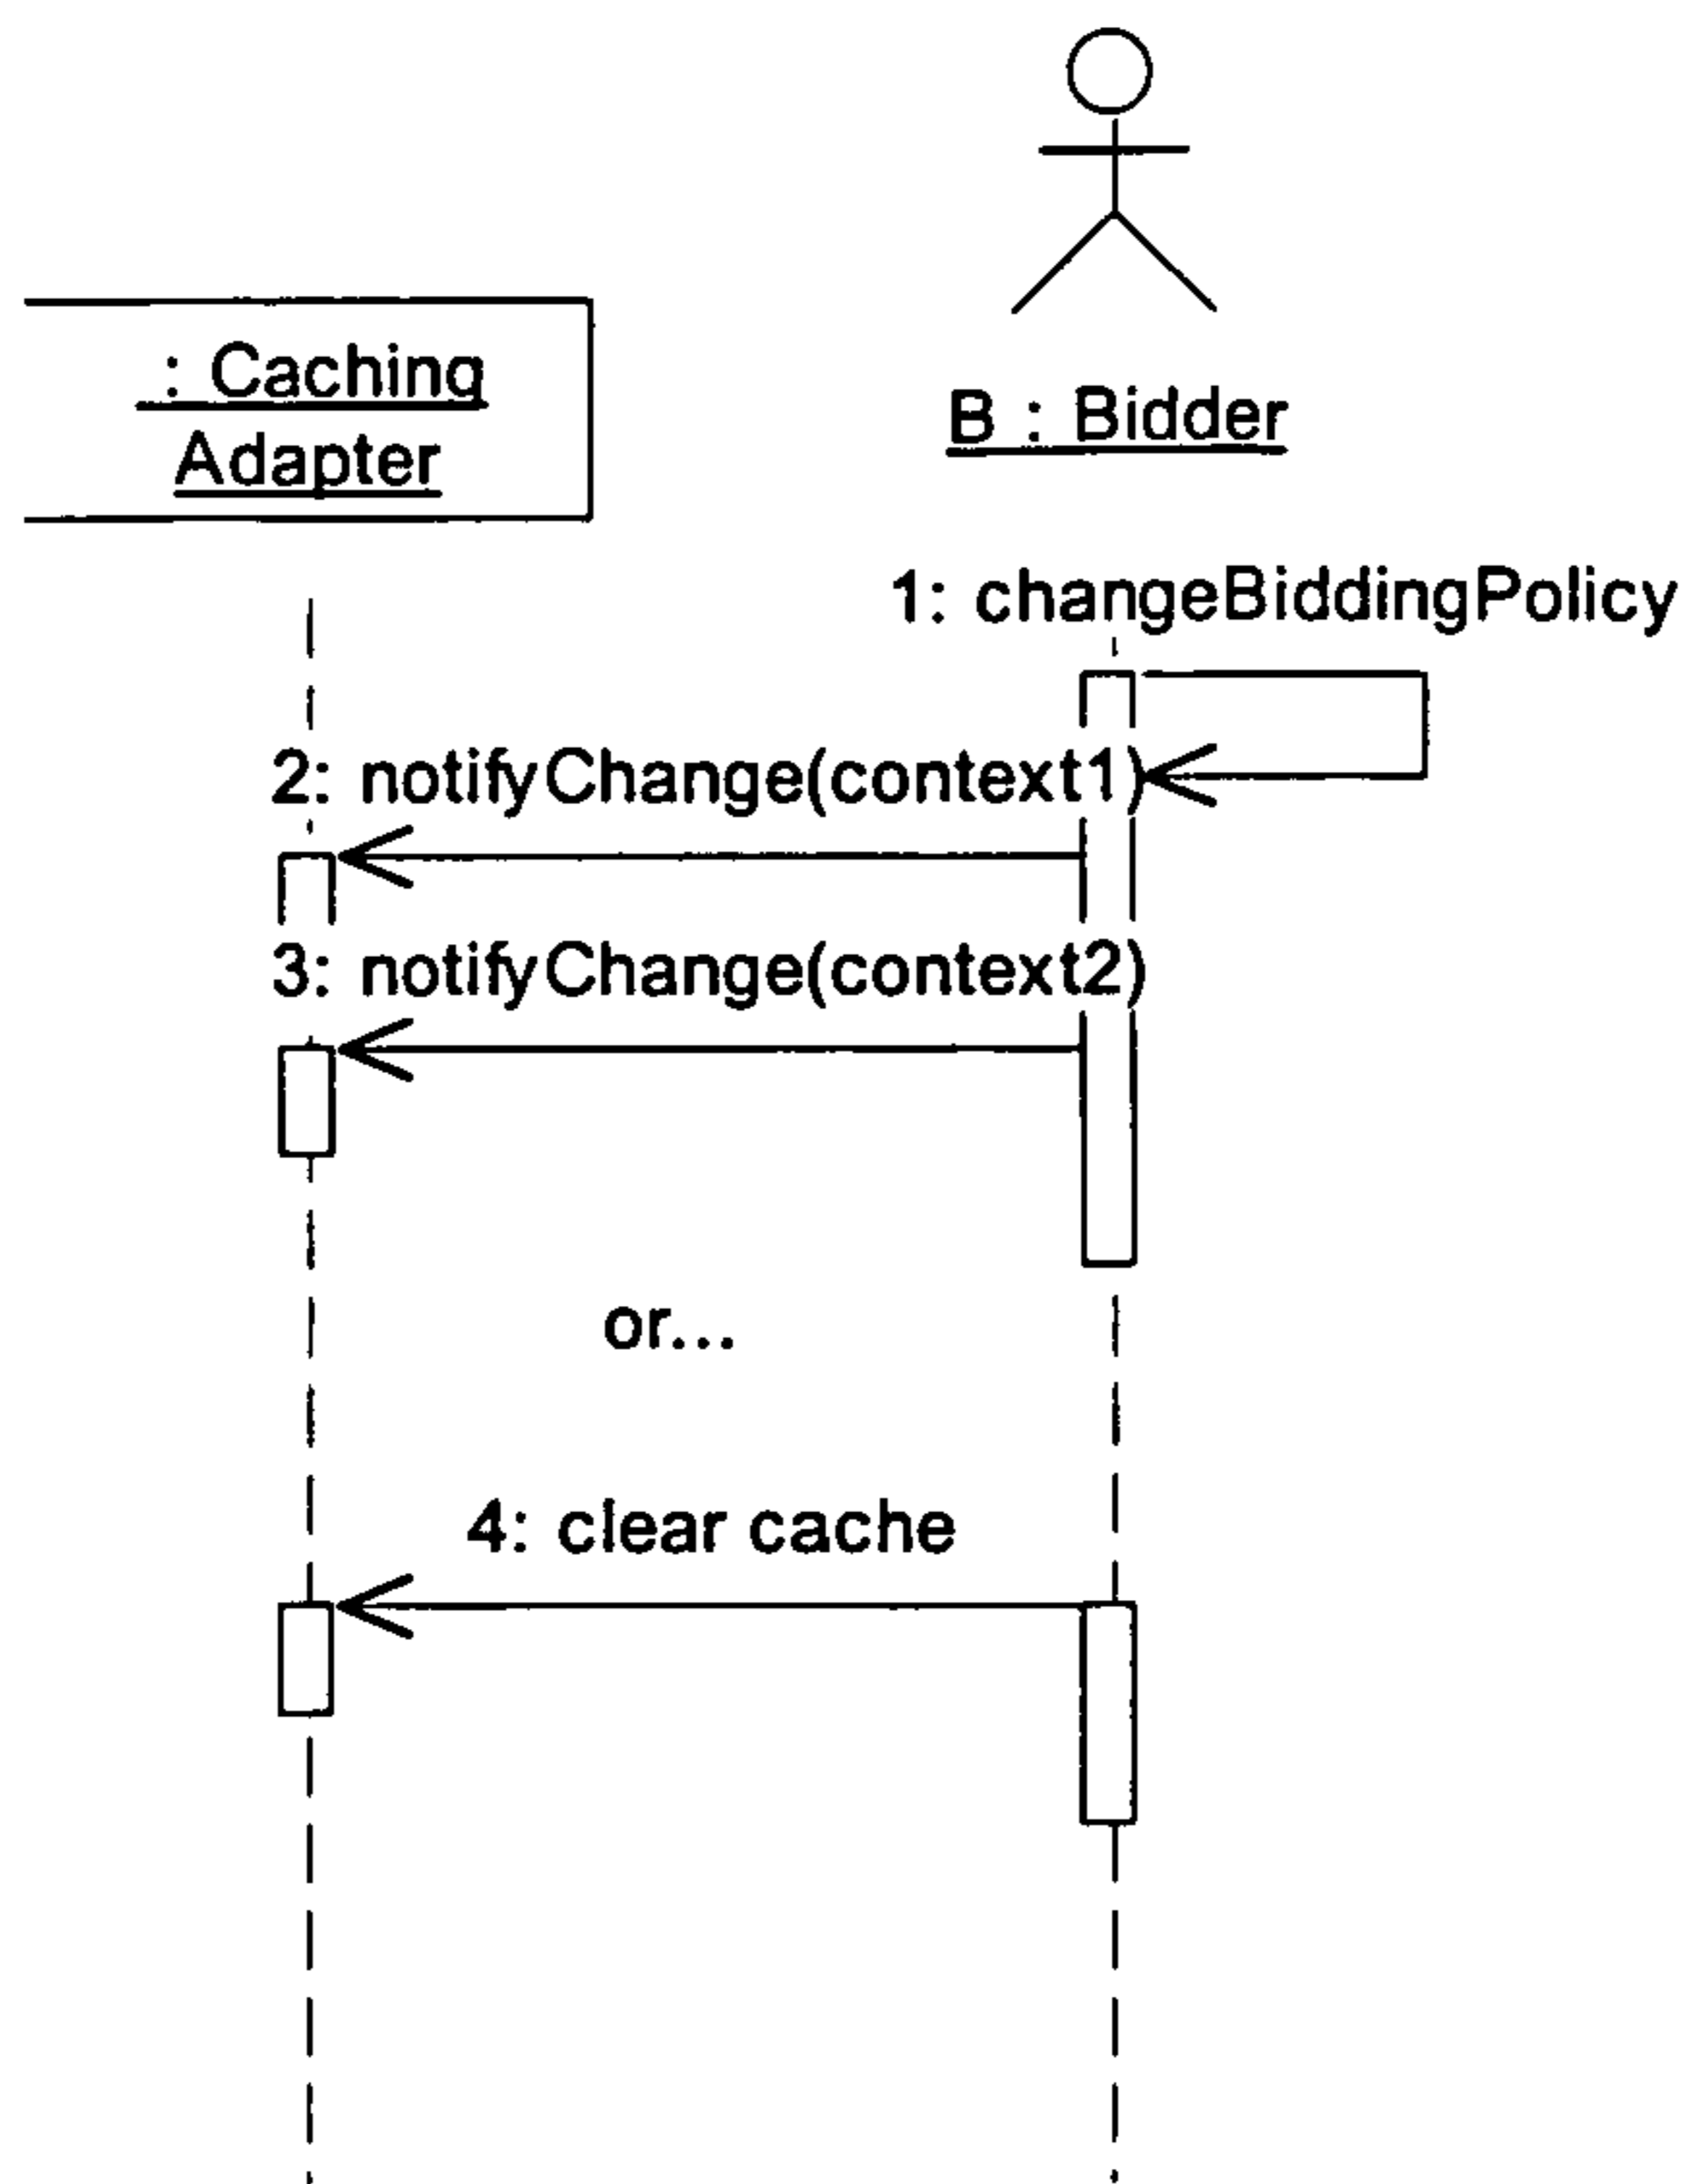 : Caching
Adapter
B : Bidder
1: changeBiddingPolicy
2: notifyChange(context1)
3: notifyChange(context2)
or...
4: clear cache